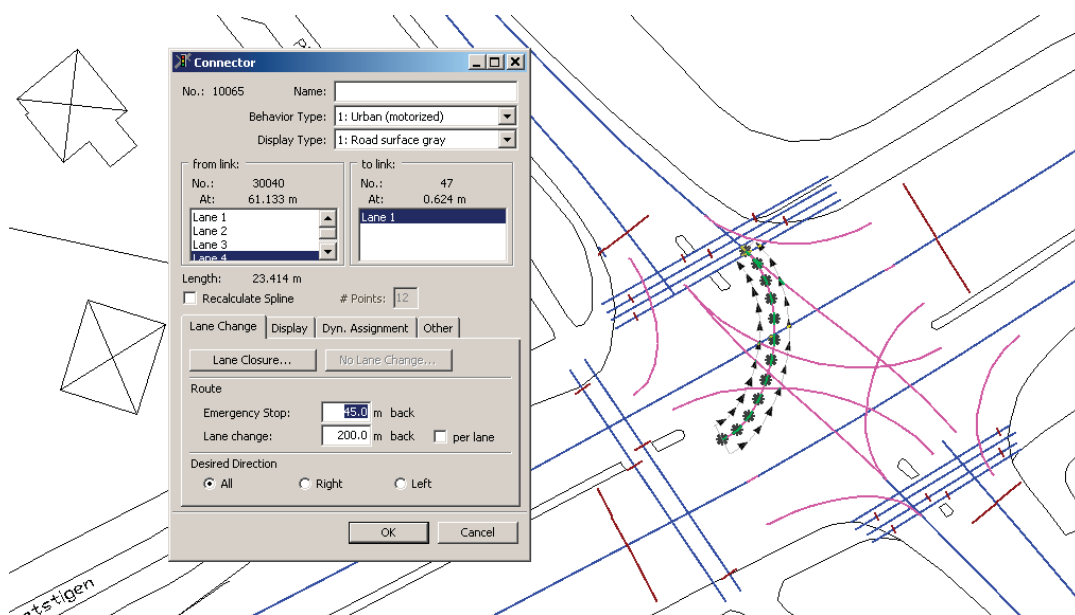 Connector
No.: 10065 Name:
Behavior Type: 1: Urban (motorized)
Display Type: 1: Road surface gray
from link:
No.: 30040
At: 61.133 m
Lane 1
Lane 2
Lane 3
Lane 4
to link:
No.: 47
At: 0.624 m
Lane 1
Length: 23.414 m
Recalculate Spline # Points: 12
Lane Change Display Dyn. Assignment Other
Lane Closure... No Lane Change...
Route
Emergency Stop: 45.0 m back
Lane change: 200.0 m back per lane
Desired Direction
All Right Left
OK Cancel
atstigen